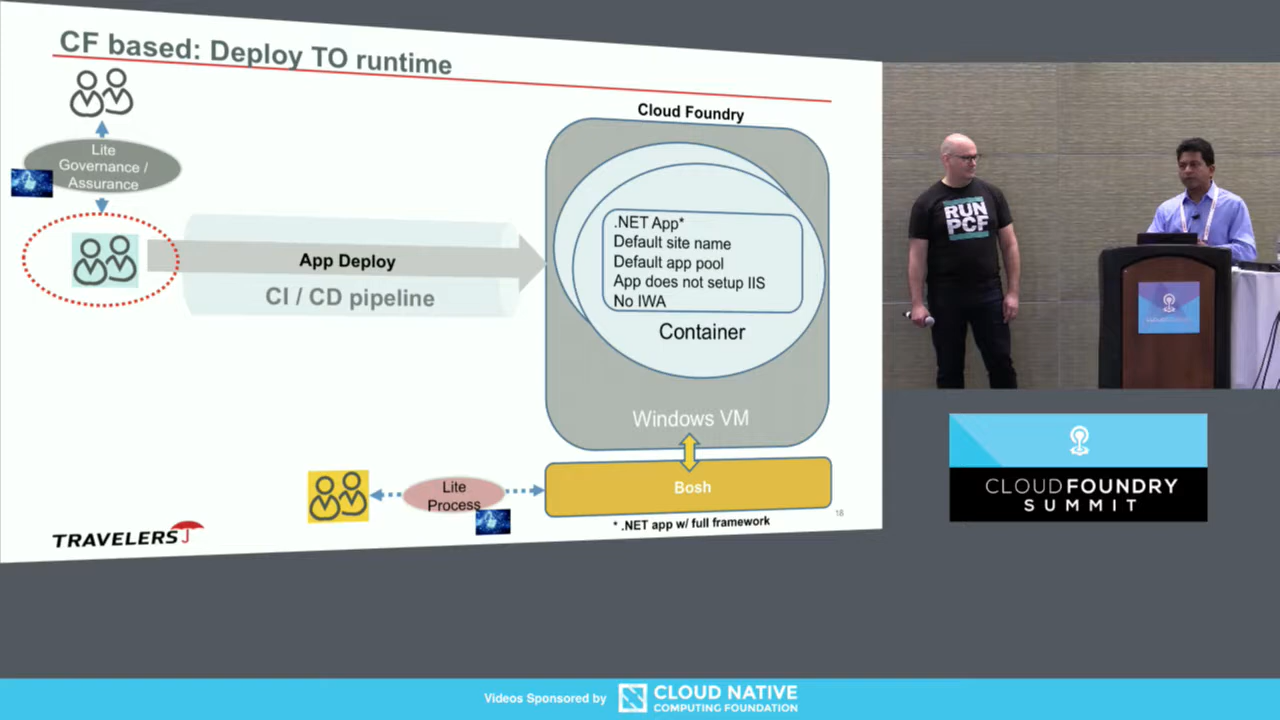 CF based: Deploy TO runtime
Lite
Governance /
Assurance
App Deploy
CI / CD pipeline
Cloud Foundry
.NET App*
Default site name
Default app pool
App does not setup IIS
No IWA
Container
Windows VM
Lite
Process
Bosh
* .NET app w/ full framework
18
TRAVELERS
RUN
PCF
CLOUD FOUNDRY
SUMMIT
Videos Sponsored by
CLOUD NATIVE
COMPUTING FOUNDATION